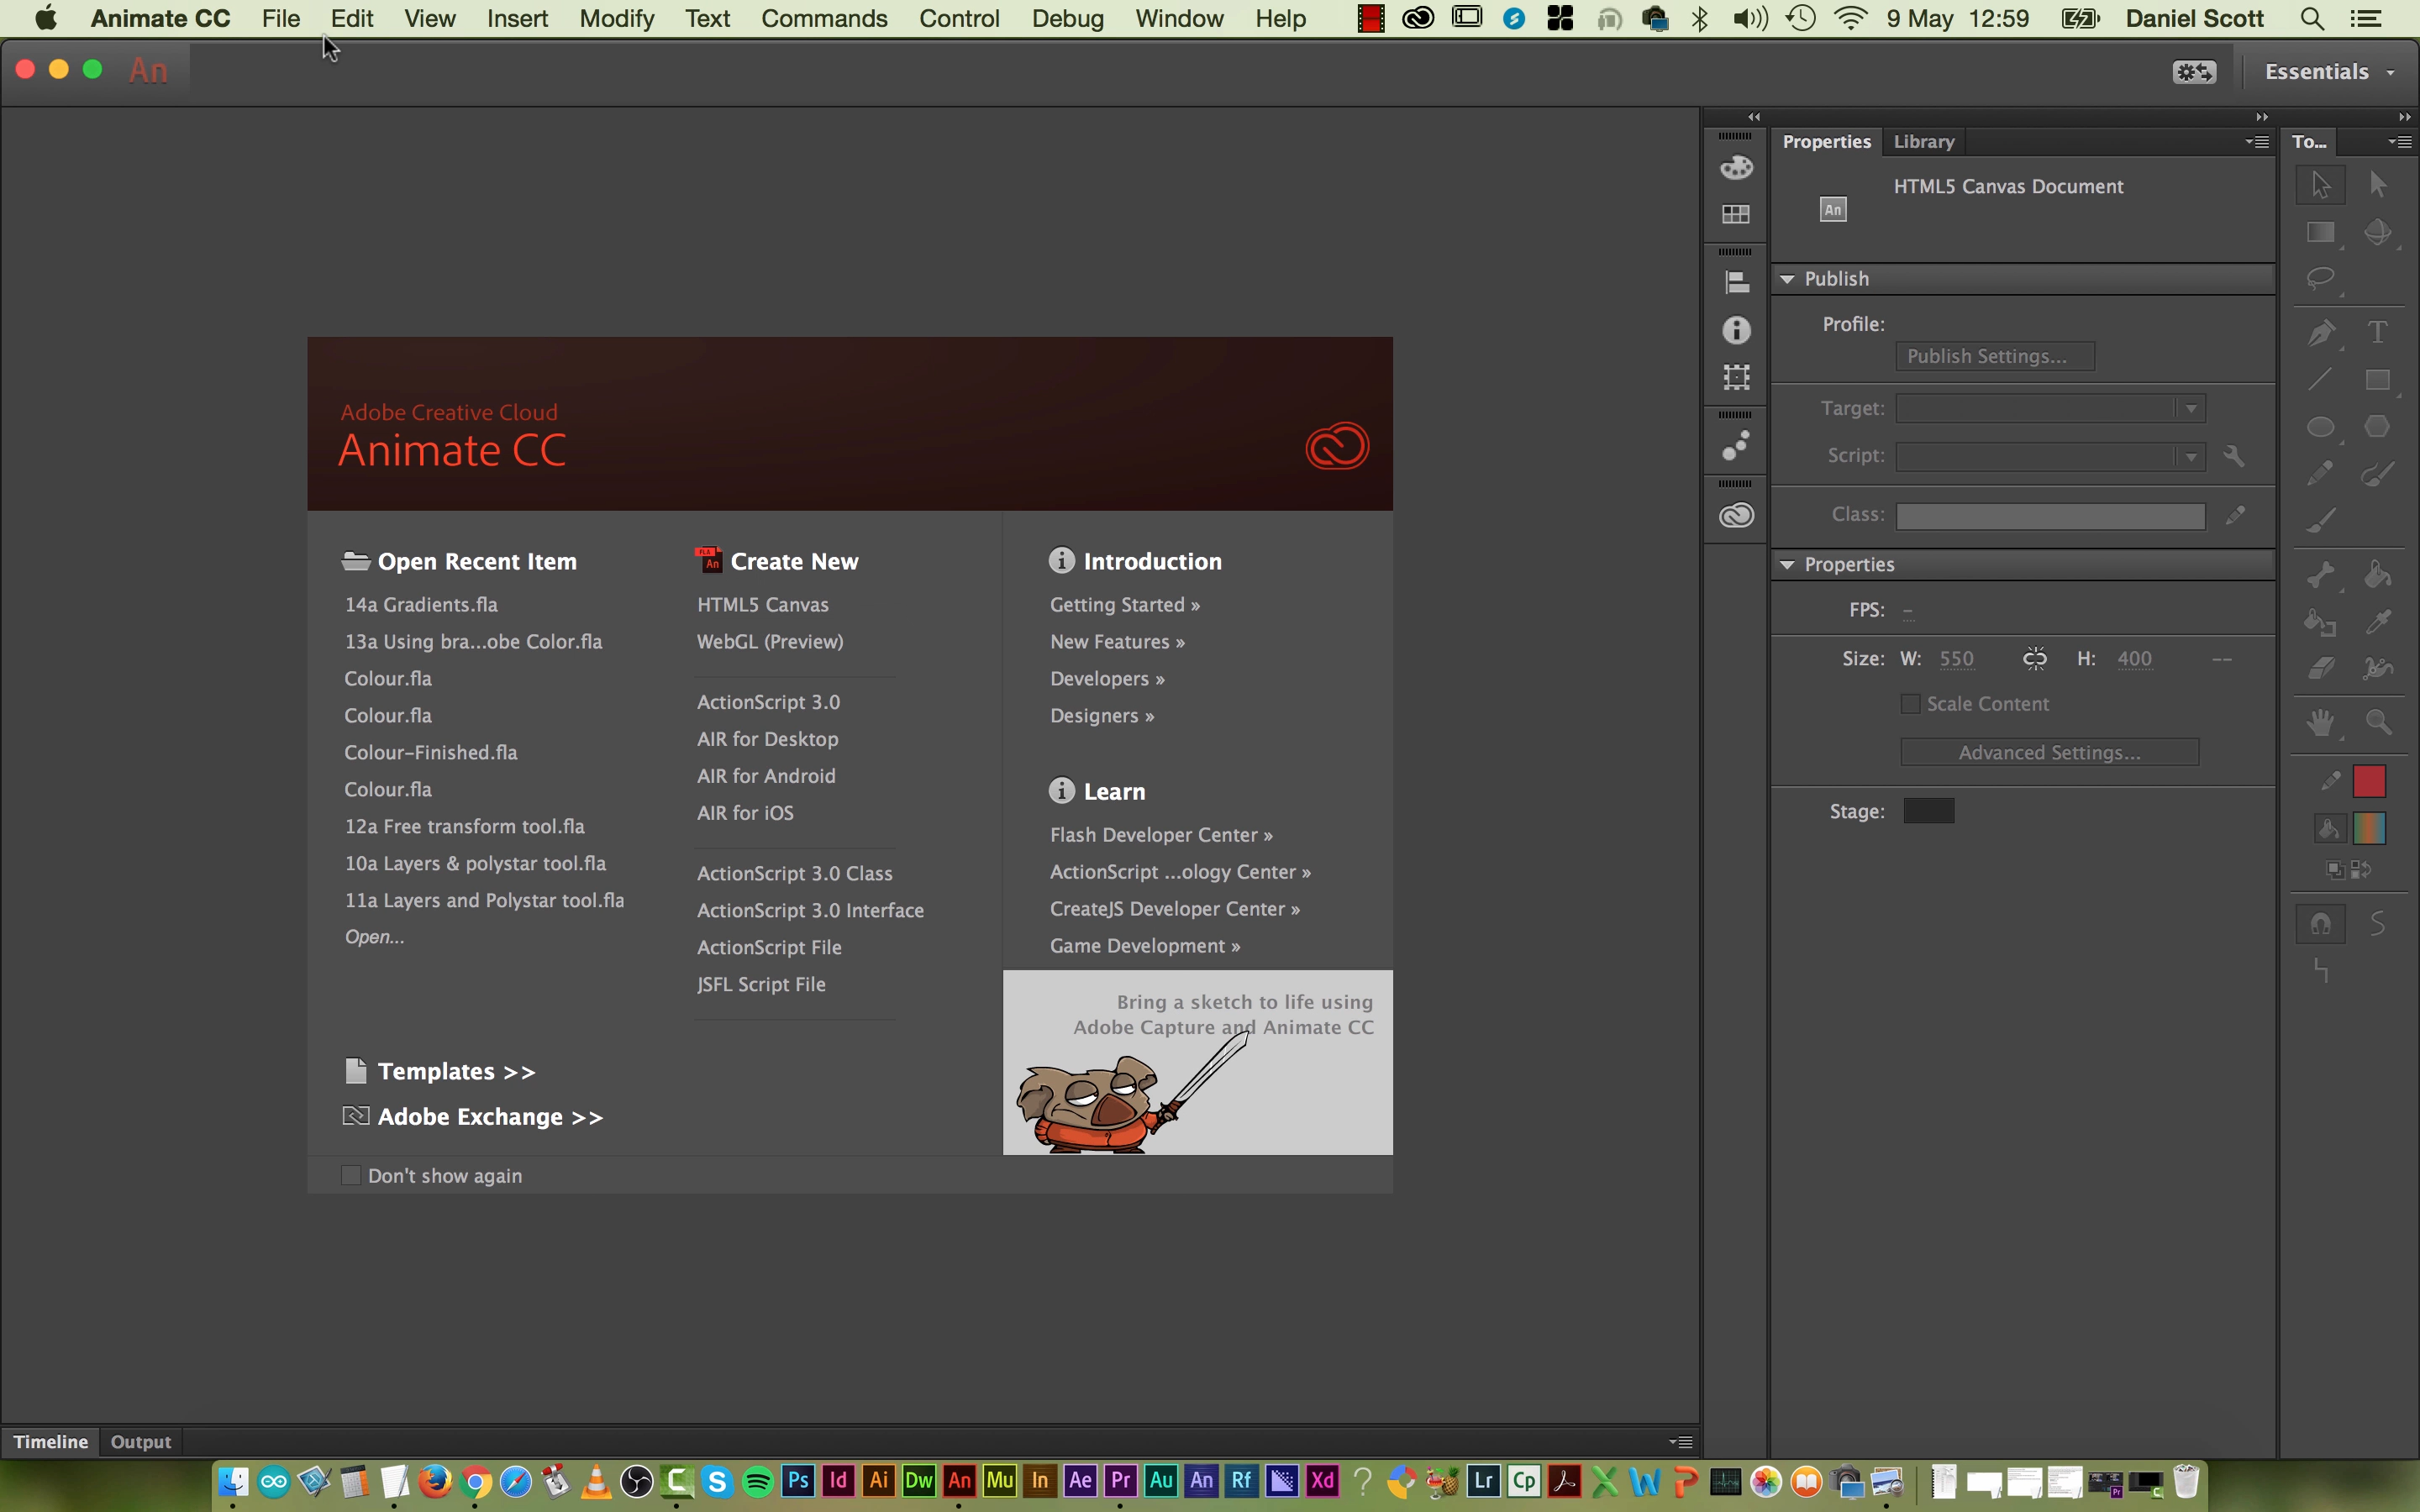 Animate CC File Edit View Insert Modify Text Commands Control Debug Window Help 9 May 12:59 Daniel Scott
An Essentials
Properties Library To...
HTML5 Canvas Document
An
Publish
Profile:
Publish Settings...
Target:
Script:
Class:
Properties
FPS: –
Size: W: 550 H: 400 --
Scale Content
Advanced Settings...
Stage:
Adobe Creative Cloud
Animate CC
Open Recent Item
14a Gradients.fla
13a Using bra...obe Color.fla
Colour.fla
Colour.fla
Colour-Finished.fla
Colour.fla
12a Free transform tool.fla
10a Layers & polystar tool.fla
11a Layers and Polystar tool.fla
Open...
Templates >>
Adobe Exchange >>
Don't show again
FLA
An
Create New
HTML5 Canvas
WebGL (Preview)
ActionScript 3.0
AIR for Desktop
AIR for Android
AIR for iOS
ActionScript 3.0 Class
ActionScript 3.0 Interface
ActionScript File
JSFL Script File
Introduction
Getting Started »
New Features »
Developers »
Designers »
Learn
Flash Developer Center »
ActionScript ...ology Center »
CreateJS Developer Center »
Game Development »
Bring a sketch to life using
Adobe Capture and Animate CC
Timeline Output
Ps Id Ai Dw An Mu In Ae Pr Au An Rf Xd ? Lr Cp Pr